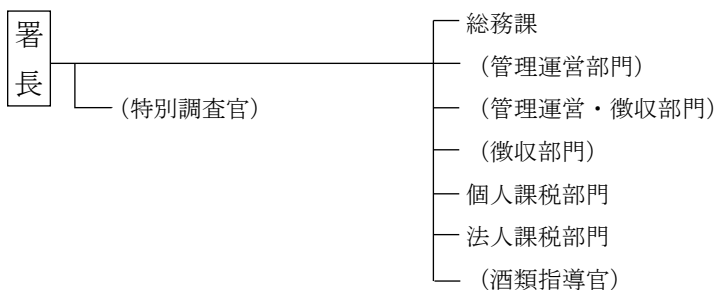 署長
総務課
（管理運営部門）
（特別調査官）
（管理運営・徴収部門）
（徴収部門）
個人課税部門
法人課税部門
（酒類指導官）